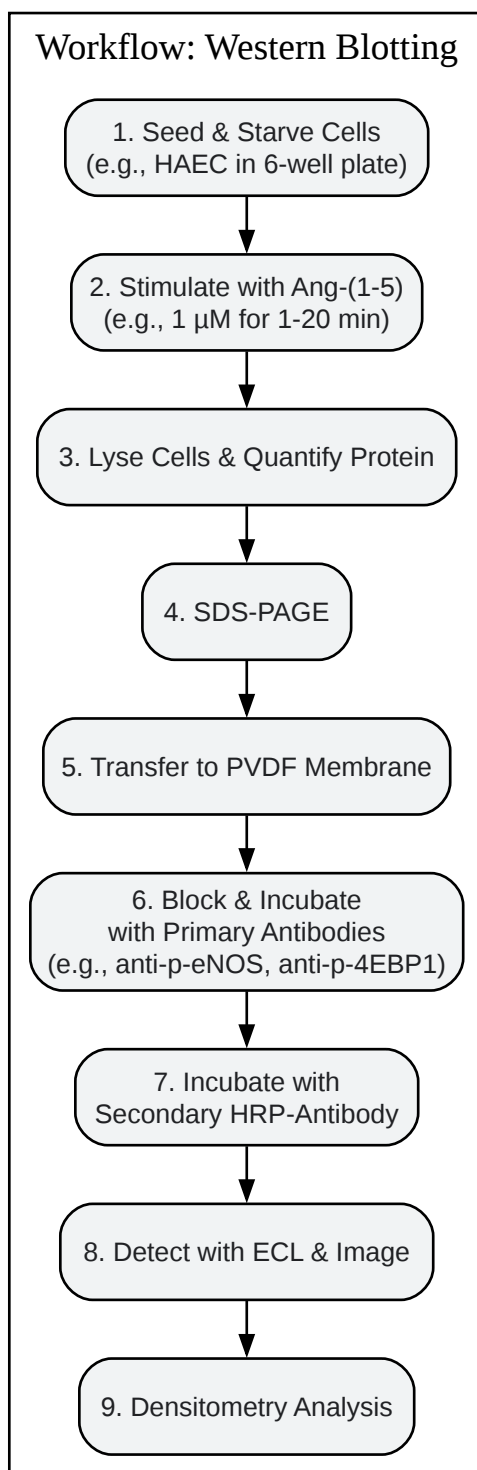 Workflow: Western Blotting
1. Seed & Starve Cells
(e.g., HAEC in 6-well plate)
2. Stimulate with Ang-(1-5)
(e.g., 1 µM for 1-20 min)
3. Lyse Cells & Quantify Protein
4. SDS-PAGE
5. Transfer to PVDF Membrane
6. Block & Incubate
with Primary Antibodies
(e.g., anti-p-eNOS, anti-p-4EBP1)
7. Incubate with
Secondary HRP-Antibody
8. Detect with ECL & Image
9. Densitometry Analysis